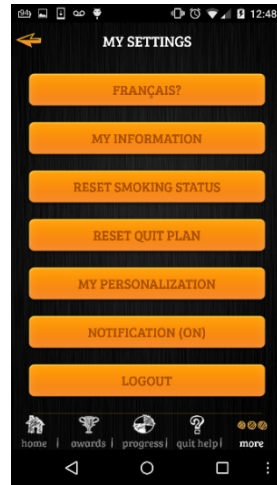 12:48
MY SETTINGS
FRANÇAIS?
MY INFORMATION
RESET SMOKING STATUS
RESET QUIT PLAN
MY PERSONALIZATION
NOTIFICATION (ON)
LOGOUT
home | awards | progress | quit help | more